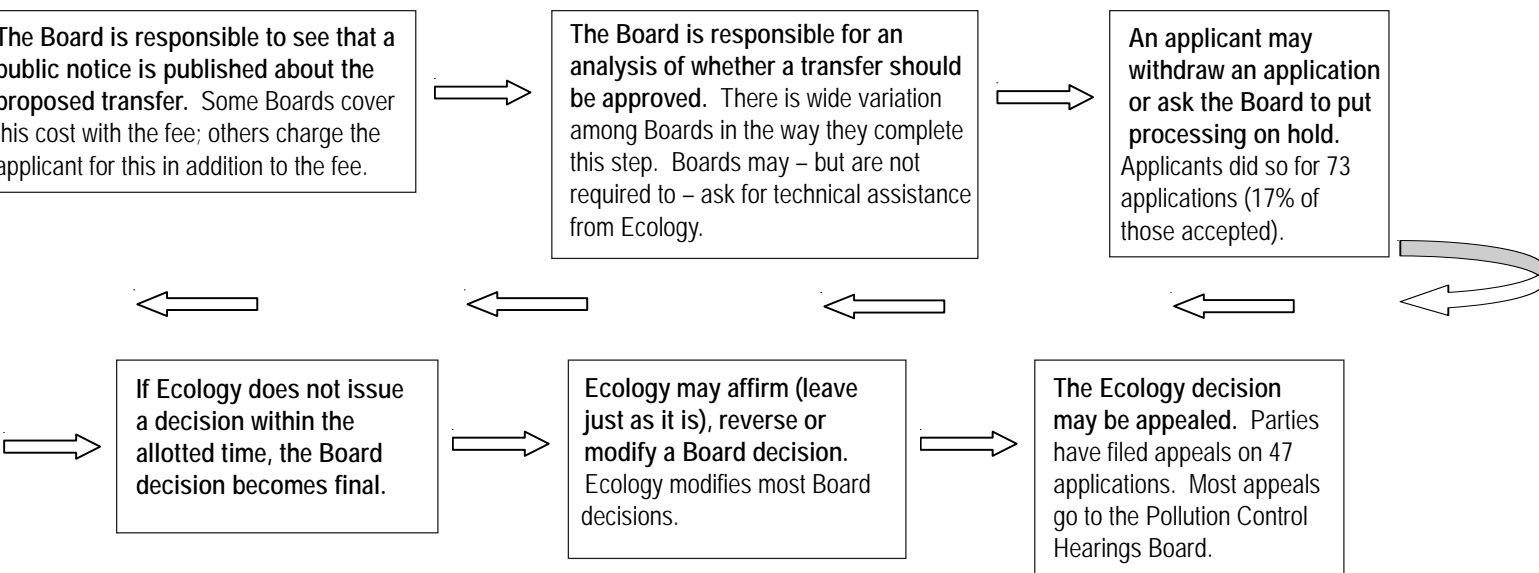 The Board is responsible to see that a
public notice is published about the
proposed transfer. Some Boards cover
this cost with the fee; others charge the
applicant for this in addition to the fee.
The Board is responsible for an
analysis of whether a transfer should
be approved. There is wide variation
among Boards in the way they complete
this step. Boards may – but are not
required to – ask for technical assistance
from Ecology.
An applicant may
withdraw an application
or ask the Board to put
processing on hold.
Applicants did so for 73
applications (17% of
those accepted).
If Ecology does not issue
a decision within the
allotted time, the Board
decision becomes final.
Ecology may affirm (leave
just as it is), reverse or
modify a Board decision.
Ecology modifies most Board
decisions.
The Ecology decision
may be appealed. Parties
have filed appeals on 47
applications. Most appeals
go to the Pollution Control
Hearings Board.